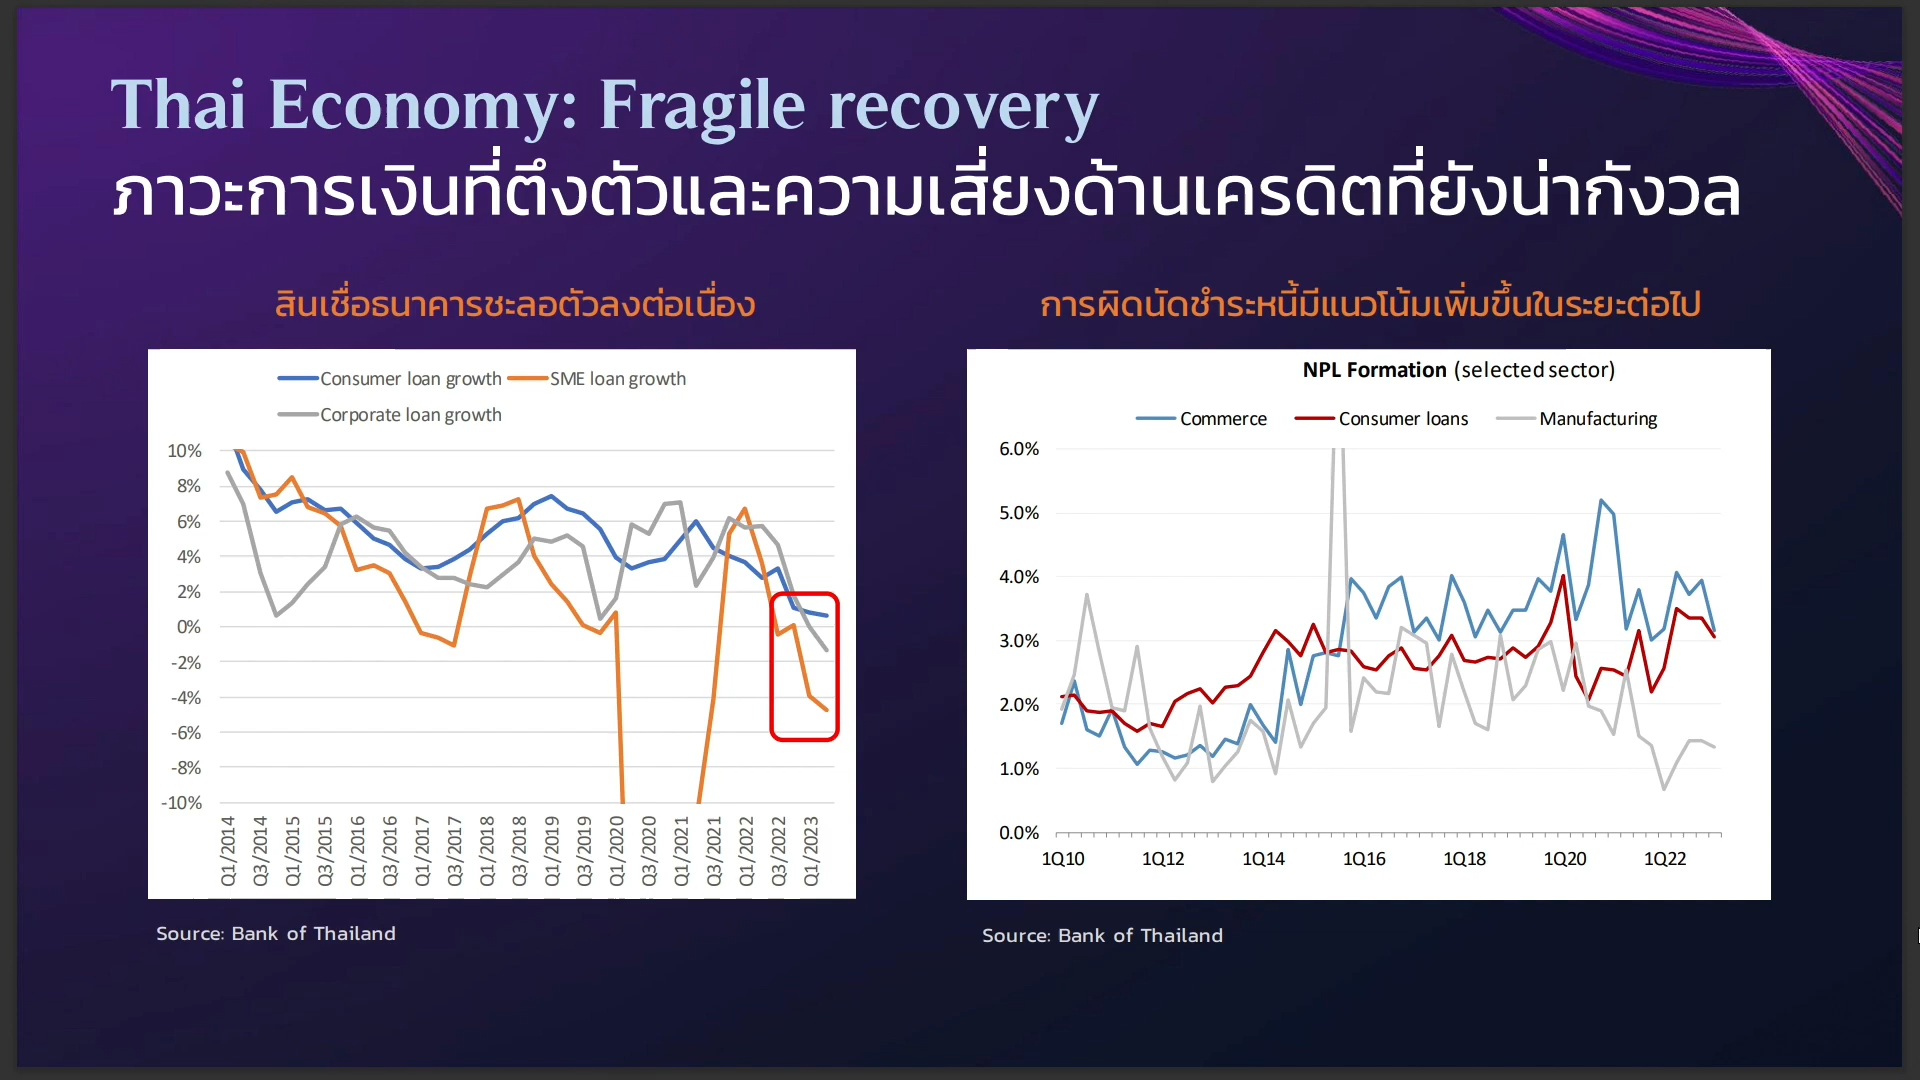 Thai Economy: Fragile recovery
ภาวะการเงินที่ตึงตัวและความเสี่ยงด้านเครดิตที่ยังน่ากังวล
สินเชื่อธนาคารชะลอตัวลงต่อเนื่อง
Consumer loan growth SME loan growth
Corporate loan growth
10%
8%
6%
4%
2%
0%
-2%
-4%
-6%
-8%
-10%
Q1/2014 Q3/2014 Q1/2015 Q3/2015 Q1/2016 Q3/2016 Q1/2017 Q3/2017 Q1/2018 Q3/2018 Q1/2019 Q3/2019 Q1/2020 Q3/2020 Q1/2021 Q3/2021 Q1/2022 Q3/2022 Q1/2023
Source: Bank of Thailand
การผิดนัดชำระหนี้มีแนวโน้มเพิ่มขึ้นในระยะต่อไป
NPL Formation (selected sector)
Commerce Consumer loans Manufacturing
6.0%
5.0%
4.0%
3.0%
2.0%
1.0%
0.0%
1Q10 1Q12 1Q14 1Q16 1Q18 1Q20 1Q22
Source: Bank of Thailand